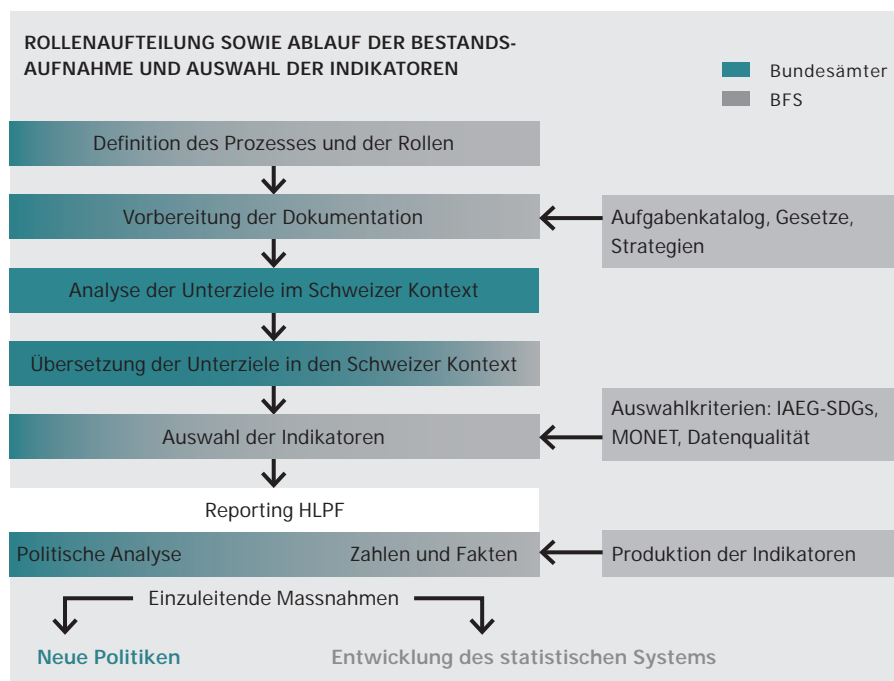 ROLLENAUFTEILUNG SOWIE ABLAUF DER BESTANDS-
AUFNAHME UND AUSWAHL DER INDIKATOREN
Bundesämter
BFS
Definition des Prozesses und der Rollen
Vorbereitung der Dokumentation
Aufgabenkatalog, Gesetze,
Strategien
Analyse der Unterziele im Schweizer Kontext
Übersetzung der Unterziele in den Schweizer Kontext
Auswahl der Indikatoren
Auswahlkriterien: IAEG-SDGs,
MONET, Datenqualität
Reporting HLPF
Politische Analyse Zahlen und Fakten
Produktion der Indikatoren
Einzuleitende Massnahmen
Neue Politiken
Entwicklung des statistischen Systems